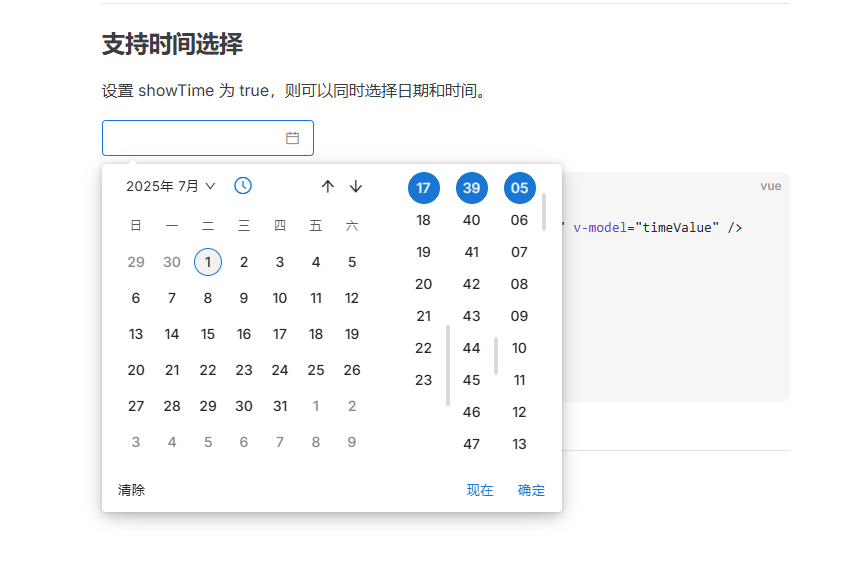 支持时间选择
设置 showTime 为 true，则可以同时选择日期和时间。
2025年 7月
日 一 二 三 四 五 六
29 30 1 2 3 4 5
6 7 8 9 10 11 12
13 14 15 16 17 18 19
20 21 22 23 24 25 26
27 28 29 30 31 1 2
3 4 5 6 7 8 9
17 39 05
18 40 06
19 41 07
20 42 08
21 43 09
22 44 10
23 45 11
46 12
47 13
vue
" v-model="timeValue" />
清除 现在 确定